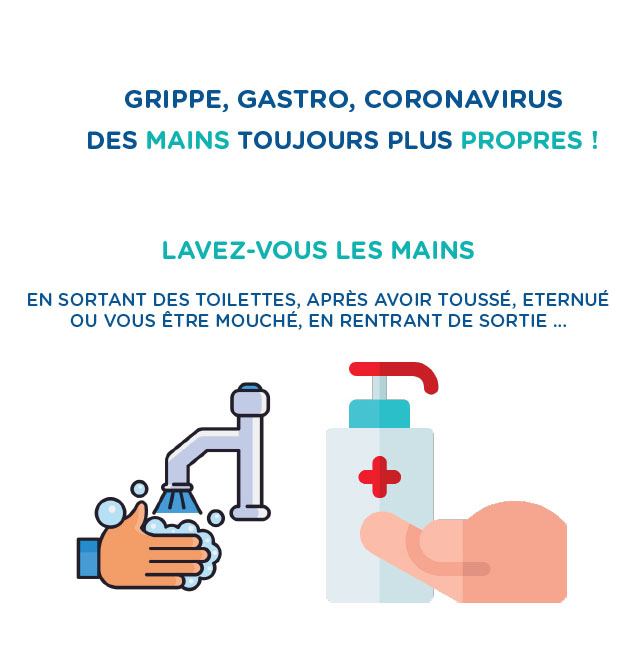 GRIPPE, GASTRO, CORONAVIRUS
DES MAINS TOUJOURS PLUS PROPRES !
LAVEZ-VOUS LES MAINS
EN SORTANT DES TOILETTES, APRÈS AVOIR TOUSSÉ, ETERNUÉ
OU VOUS ÊTRE MOUCHÉ, EN RENTRANT DE SORTIE ...